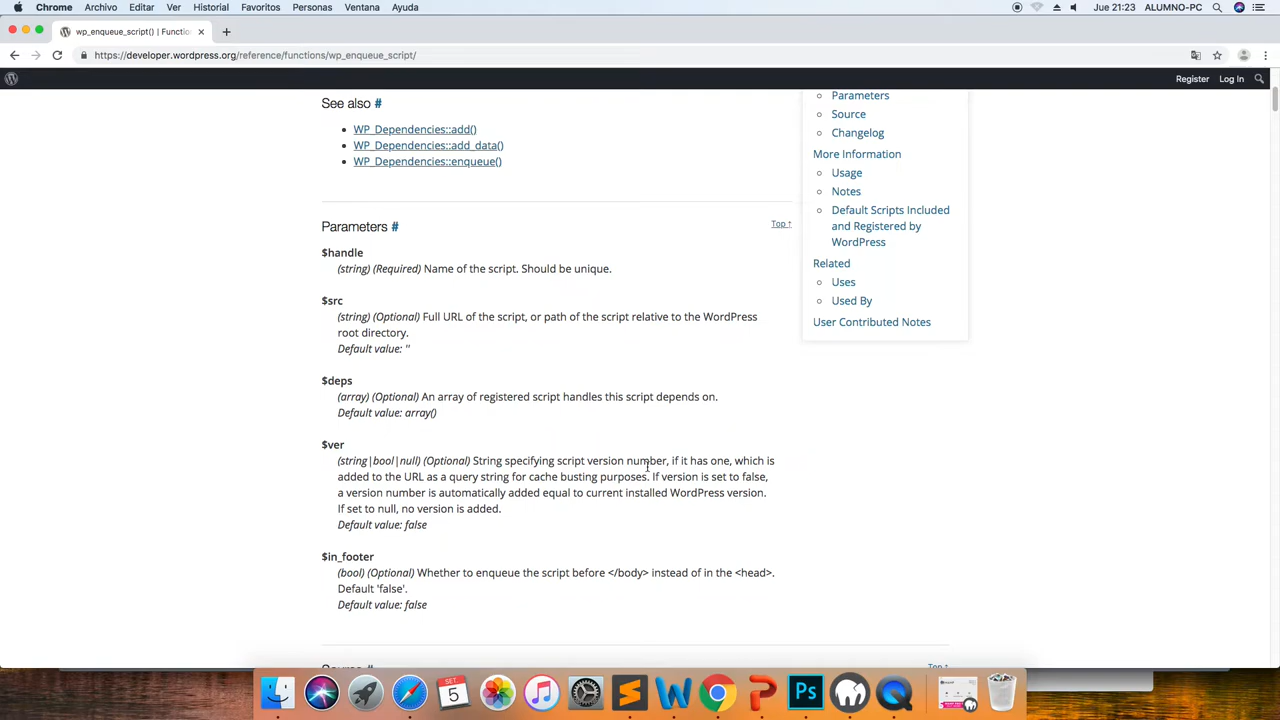 Chrome Archivo Editar Ver Historial Favoritos Personas Ventana Ayuda Jue 21:23 ALUMNO-PC
wp_enqueue_script() | Functio
https://developer.wordpress.org/reference/functions/wp_enqueue_script/
Register Log In
See also #
WP_Dependencies::add()
WP_Dependencies::add_data()
WP_Dependencies::enqueue()
Parameters #
Top ↑
$handle
(string) (Required) Name of the script. Should be unique.
$src
(string) (Optional) Full URL of the script, or path of the script relative to the WordPress
root directory.
Default value: ''
$deps
(array) (Optional) An array of registered script handles this script depends on.
Default value: array()
$ver
(string|bool|null) (Optional) String specifying script version number, if it has one, which is
added to the URL as a query string for cache busting purposes. If version is set to false,
a version number is automatically added equal to current installed WordPress version.
If set to null, no version is added.
Default value: false
$in_footer
(bool) (Optional) Whether to enqueue the script before </body> instead of in the <head>.
Default 'false'.
Default value: false
Top ↑
Parameters
Source
Changelog
More Information
Usage
Notes
Default Scripts Included
and Registered by
WordPress
Related
Uses
Used By
User Contributed Notes
SET.
5
Ps